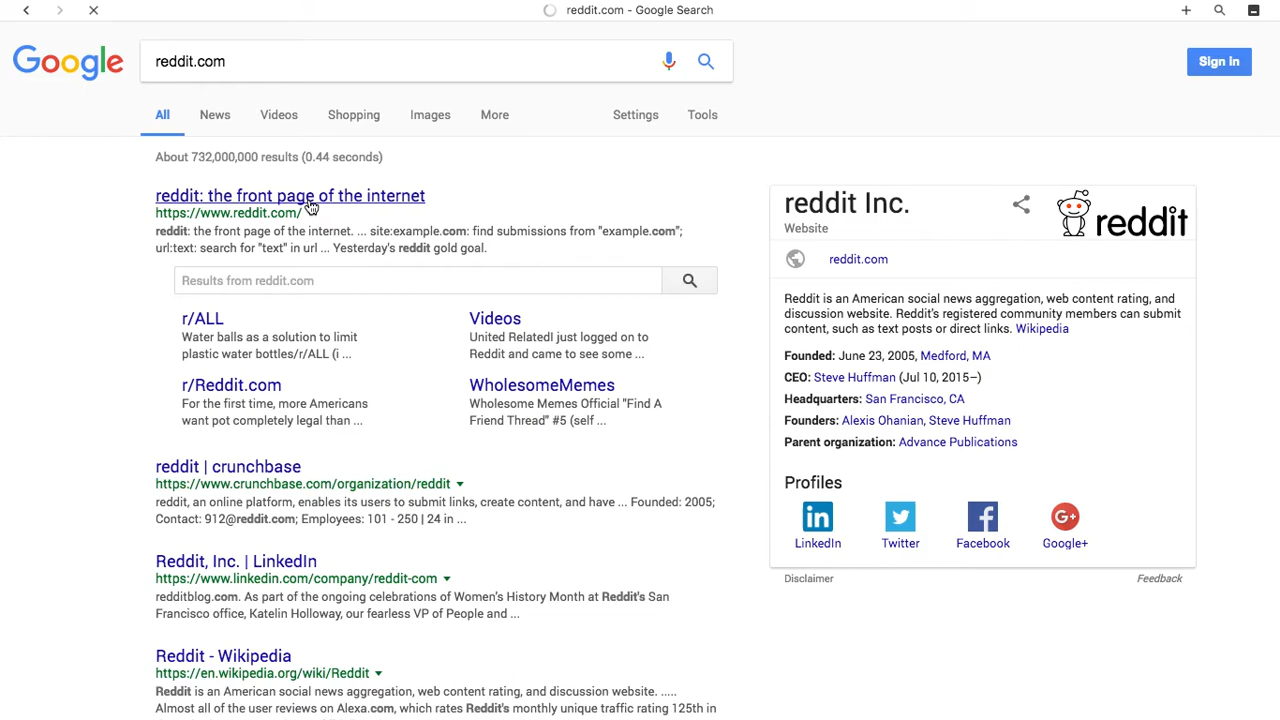 reddit.com - Google Search
Google
reddit.com
Sign in
All News Videos Shopping Images More Settings Tools
About 732,000,000 results (0.44 seconds)
reddit: the front page of the internet
https://www.reddit.com/
reddit: the front page of the internet. ... site:example.com: find submissions from "example.com";
url:text: search for "text" in url ... Yesterday's reddit gold goal.
Results from reddit.com
r/ALL
Water balls as a solution to limit
plastic water bottles/r/ALL (i ...
Videos
United RelatedI just logged on to
Reddit and came to see some ...
r/Reddit.com
For the first time, more Americans
want pot completely legal than ...
WholesomeMemes
Wholesome Memes Official "Find A
Friend Thread" #5 (self ...
reddit | crunchbase
https://www.crunchbase.com/organization/reddit
reddit, an online platform, enables its users to submit links, create content, and have ... Founded: 2005;
Contact: 912@reddit.com; Employees: 101 - 250 | 24 in ...
Reddit, Inc. | LinkedIn
https://www.linkedin.com/company/reddit-com
redditblog.com. As part of the ongoing celebrations of Women's History Month at Reddit's San
Francisco office, Katelin Holloway, our fearless VP of People and ...
Reddit - Wikipedia
https://en.wikipedia.org/wiki/Reddit
Reddit is an American social news aggregation, web content rating, and discussion website. .....
Almost all of the user reviews on Alexa.com, which rates Reddit's monthly unique traffic rating 125th in
reddit Inc.
Website
reddit
reddit.com
Reddit is an American social news aggregation, web content rating, and
discussion website. Reddit's registered community members can submit
content, such as text posts or direct links. Wikipedia
Founded: June 23, 2005, Medford, MA
CEO: Steve Huffman (Jul 10, 2015–)
Headquarters: San Francisco, CA
Founders: Alexis Ohanian, Steve Huffman
Parent organization: Advance Publications
Profiles
LinkedIn Twitter Facebook Google+
Disclaimer Feedback